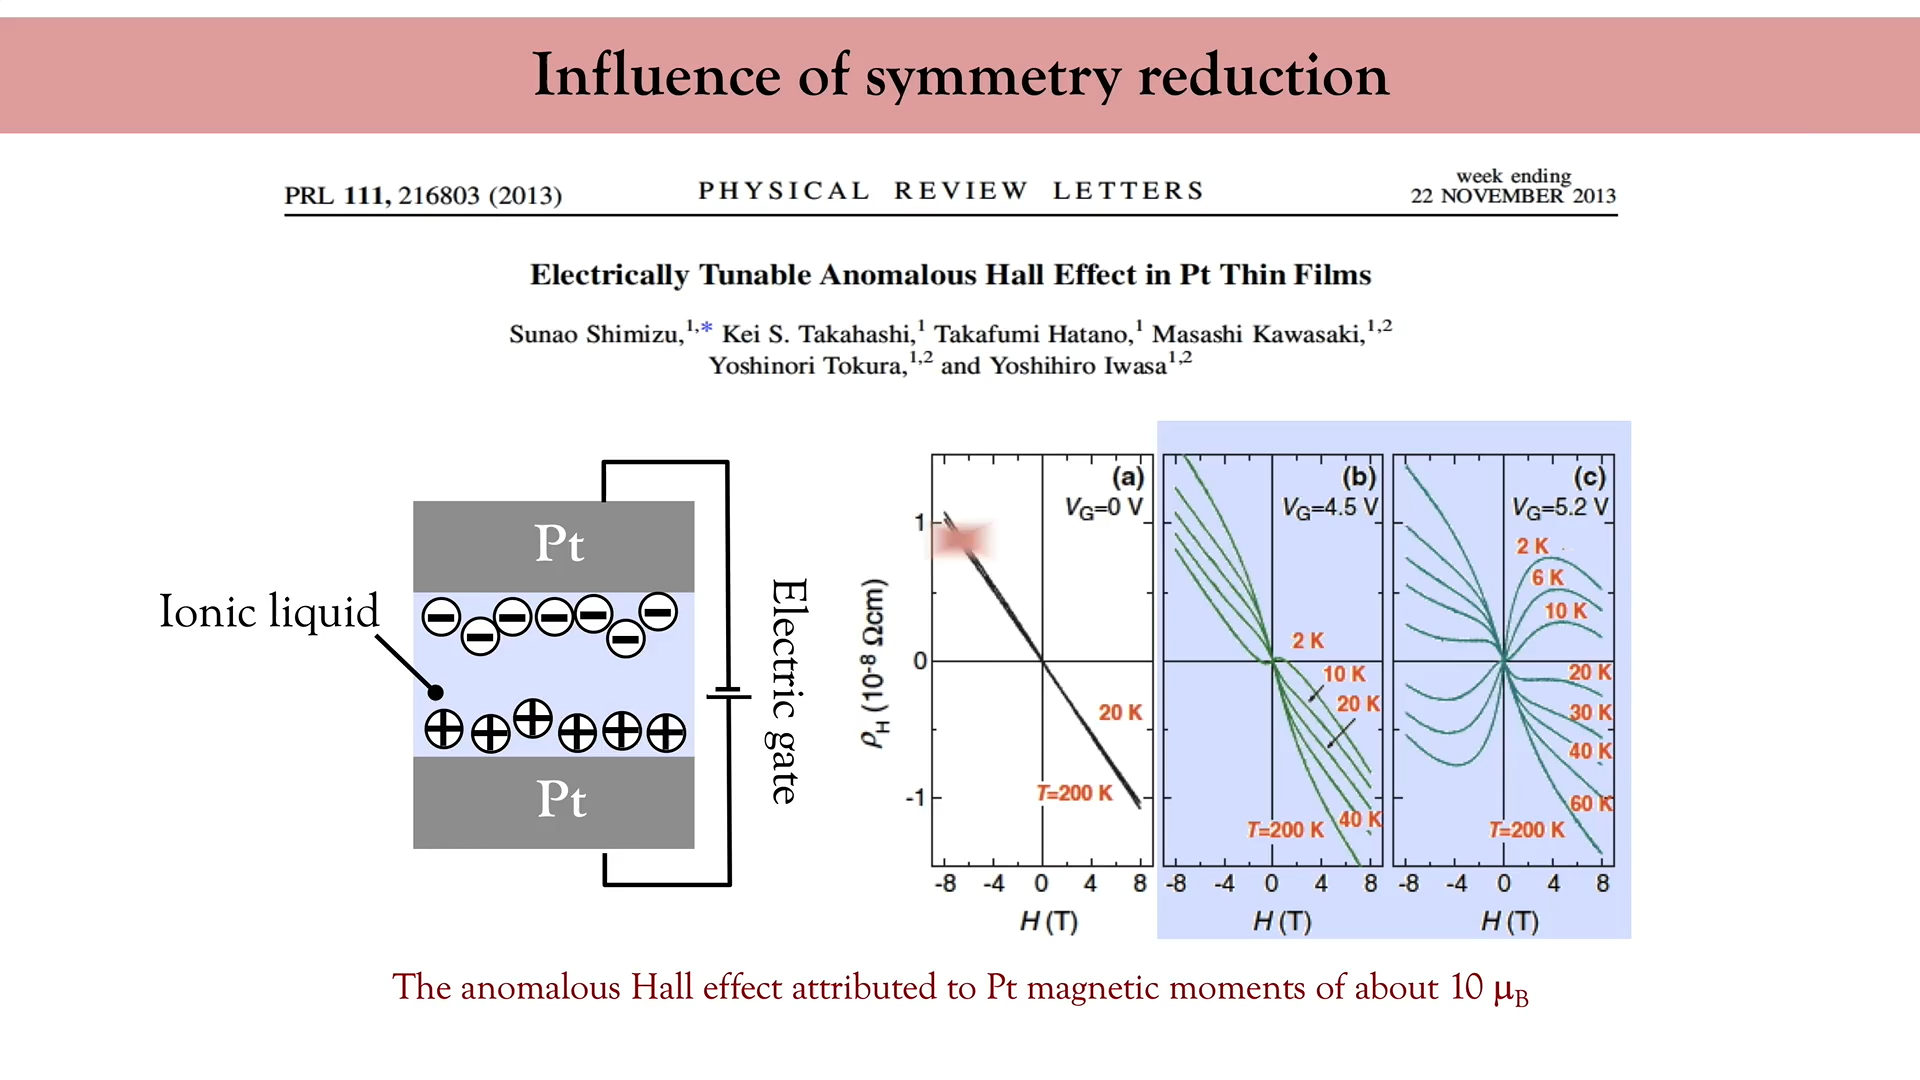 Influence of symmetry reduction
PRL 111, 216803 (2013)
PHYSICAL REVIEW LETTERS
week ending
22 NOVEMBER 2013
Electrically Tunable Anomalous Hall Effect in Pt Thin Films
Sunao Shimizu,1,* Kei S. Takahashi,1 Takafumi Hatano,1 Masashi Kawasaki,1,2
Yoshinori Tokura,1,2 and Yoshihiro Iwasa1,2
Pt
Ionic liquid
Pt
Electric gate
ρH (10-8 Ωcm)
1
0
-1
(a)
VG=0 V
20 K
T=200 K
-8 -4 0 4 8
H (T)
(b)
VG=4.5 V
2 K
10 K
20 K
40 K
T=200 K
-8 -4 0 4 8
H (T)
(c)
VG=5.2 V
2 K
6 K
10 K
20 K
30 K
40 K
60 K
T=200 K
-8 -4 0 4 8
H (T)
The anomalous Hall effect attributed to Pt magnetic moments of about 10 μB